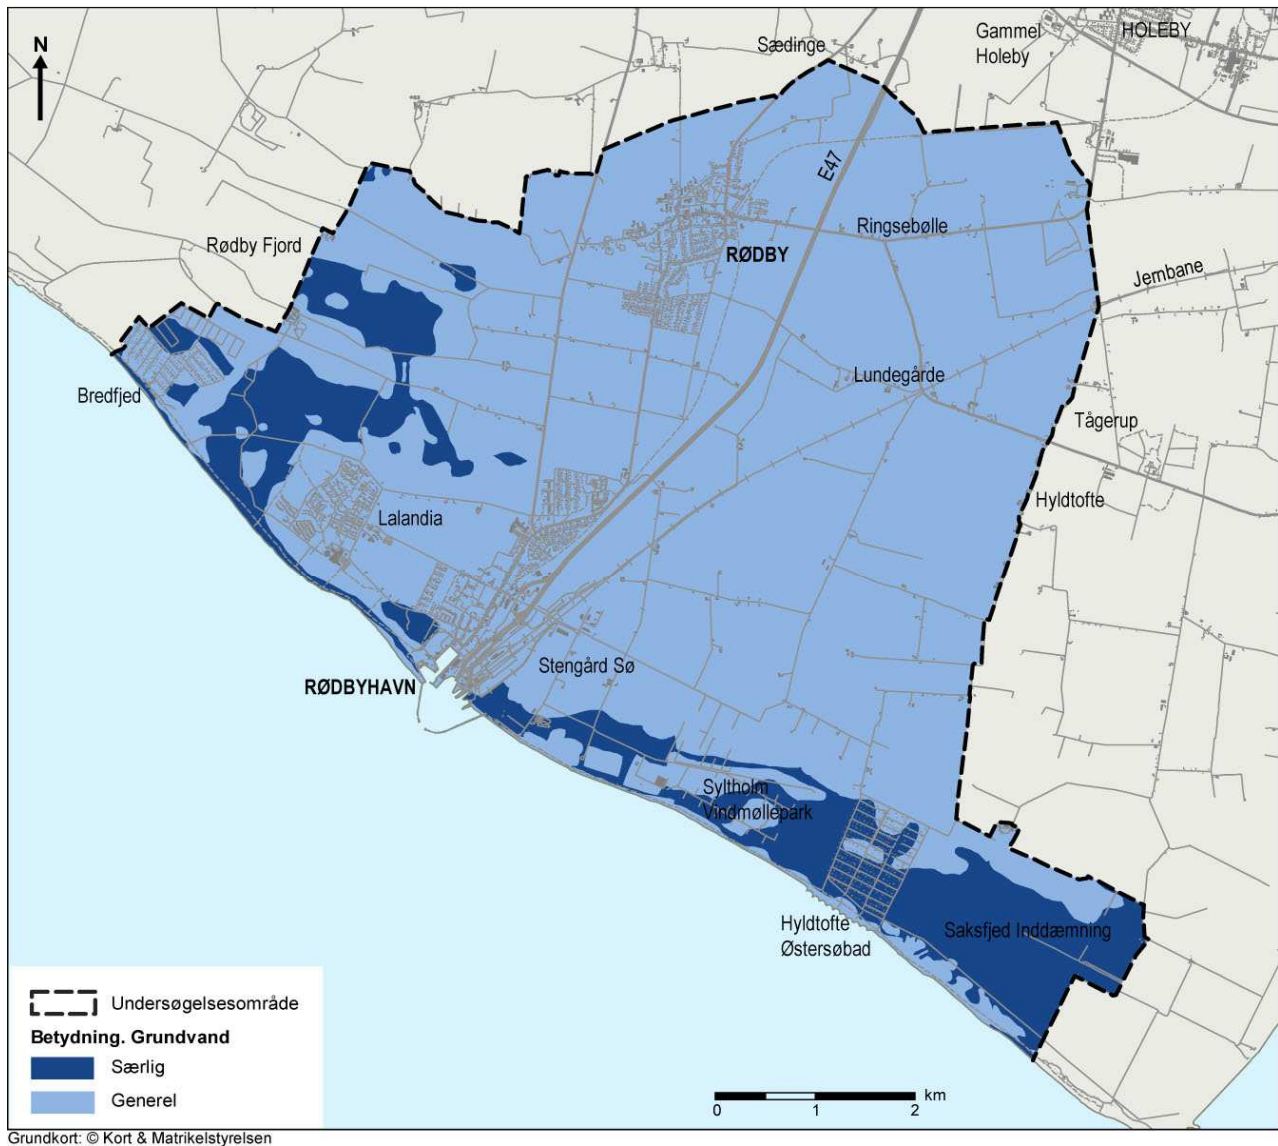 N
Sædinge
Gammel
Holeby
HOLEBY
E47
Rødby Fjord
RØDBY
Ringsebølle
Jernbane
Bredfjed
Lundegårde
Tågerup
Hyldtofte
Lalandia
Stengård Sø
RØDBYHAVN
Syltholm
Vindmøllepark
Hyldtofte
Østersøbad
Saksfjed Inddæmning
Undersøgelsesområde
Betydning. Grundvand
Særlig
Generel
0 1 2 km
Grundkort: © Kort & Matrikelstyrelsen